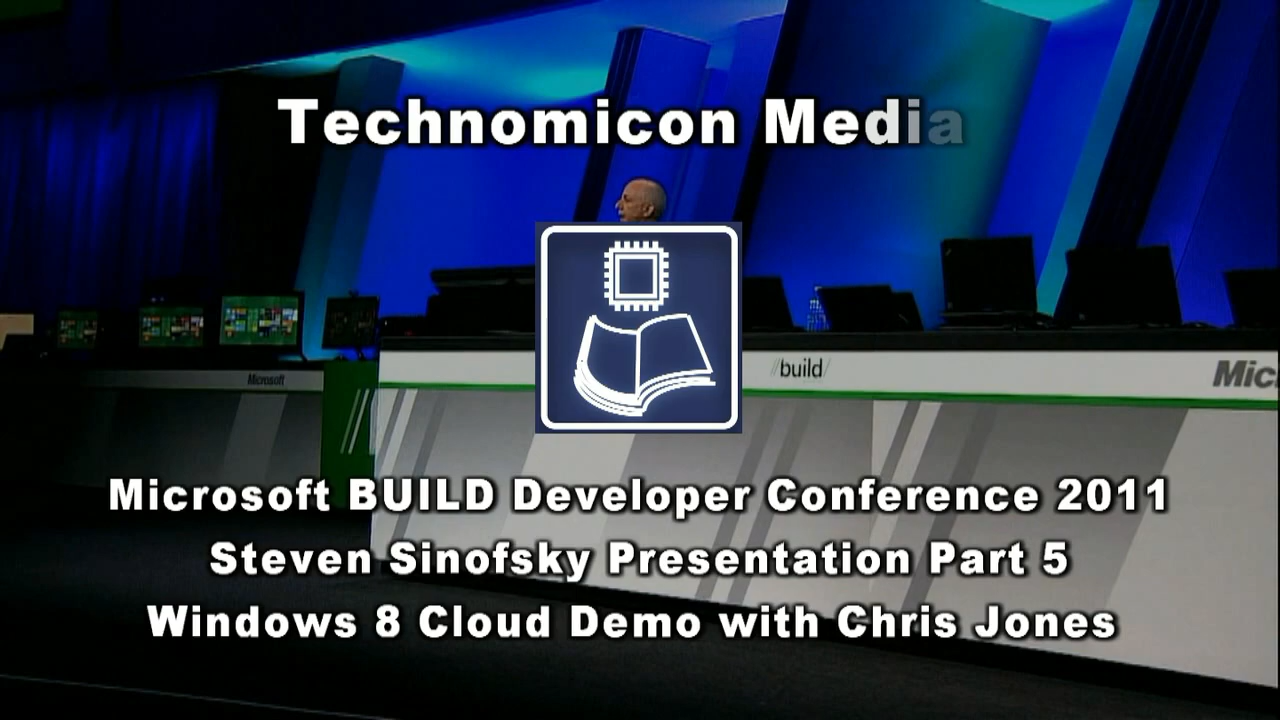 Technomicon Media
//build/
Mic
Microsoft
Microsoft BUILD Developer Conference 2011
Steven Sinofsky Presentation Part 5
Windows 8 Cloud Demo with Chris Jones